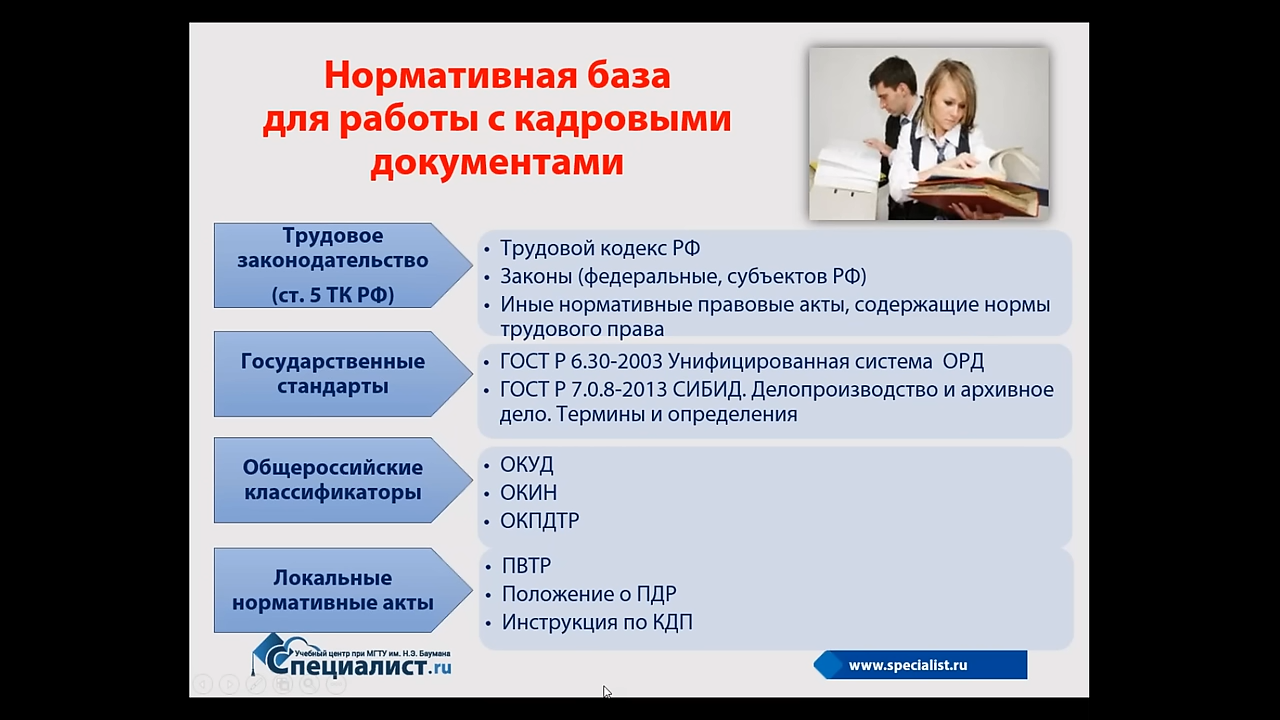 Нормативная база
для работы с кадровыми
документами
Трудовое
законодательство
(ст. 5 ТК РФ)
• Трудовой кодекс РФ
• Законы (федеральные, субъектов РФ)
• Иные нормативные правовые акты, содержащие нормы
трудового права
Государственные
стандарты
• ГОСТ Р 6.30-2003 Унифицированная система ОРД
• ГОСТ Р 7.0.8-2013 СИБИД. Делопроизводство и архивное
дело. Термины и определения
Общероссийские
классификаторы
• ОКУД
• ОКИН
• ОКПДТР
Локальные
нормативные акты
• ПВТР
• Положение о ПДР
• Инструкция по КДП
Учебный центр при МГТУ им. Н.Э. Баумана
Специалист.ru
www.specialist.ru